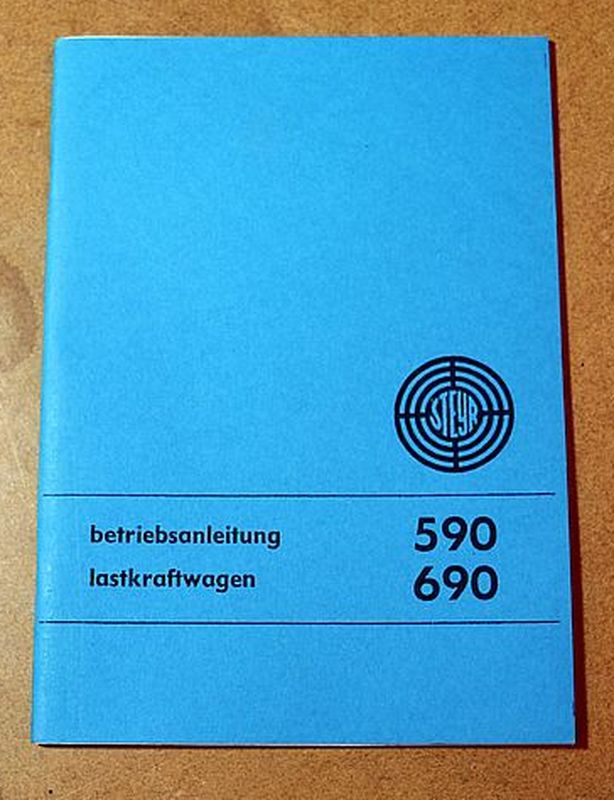 STEYR
betriebsanleitung 590
lastkraftwagen 690